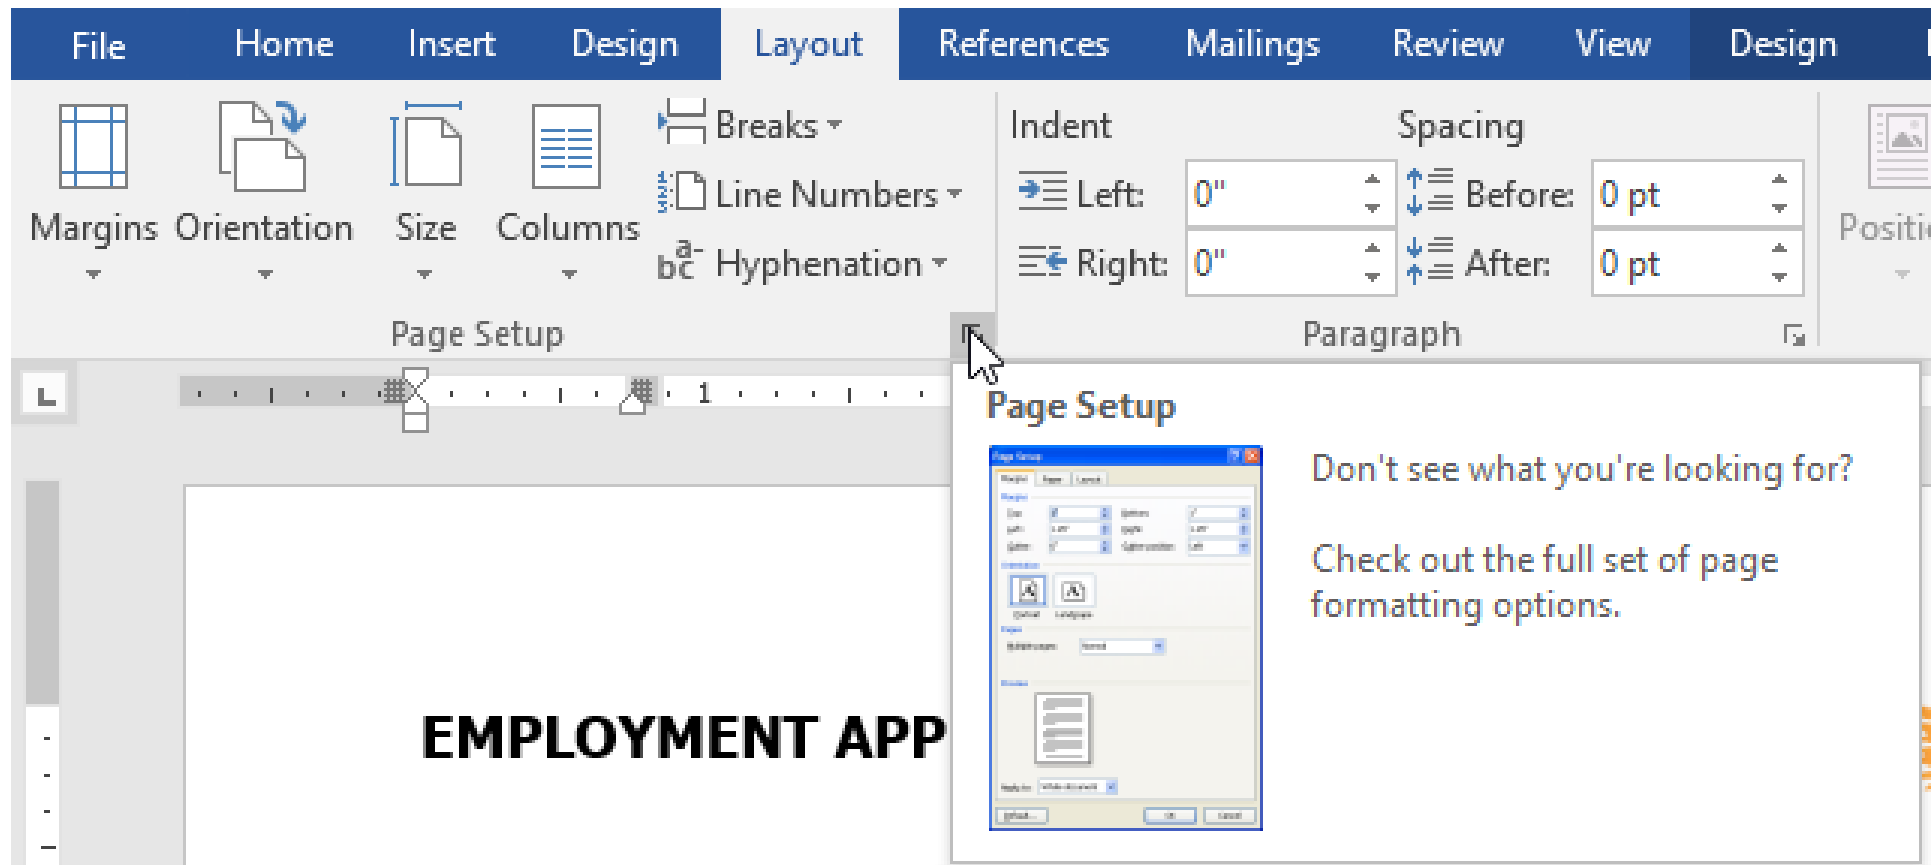 File Home Insert Design Layout References Mailings Review View Design
Breaks Indent Spacing
Line Numbers Left: 0" Before: 0 pt
Margins Orientation Size Columns
Hyphenation Right: 0" After: 0 pt
Page Setup Paragraph
1
Page Setup
Don't see what you're looking for?
Check out the full set of page
formatting options.
EMPLOYMENT APP